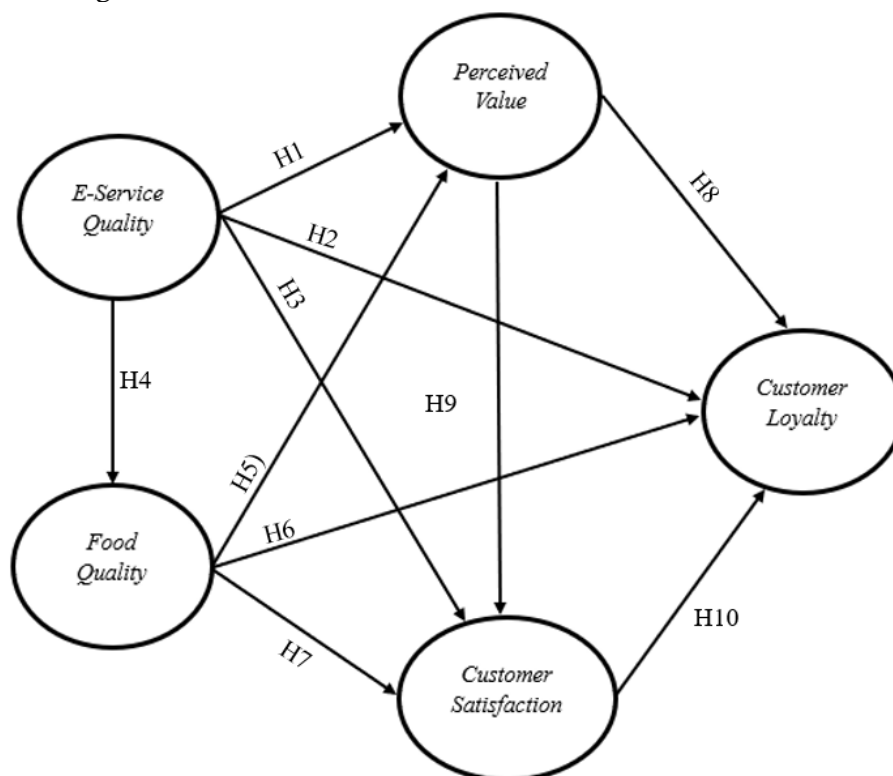 Perceived
Value
E-Service
Quality
H1
H8
H2
H3
H4
H9
Customer
Loyalty
H5)
H6
Food
Quality
H7
H10
Customer
Satisfaction